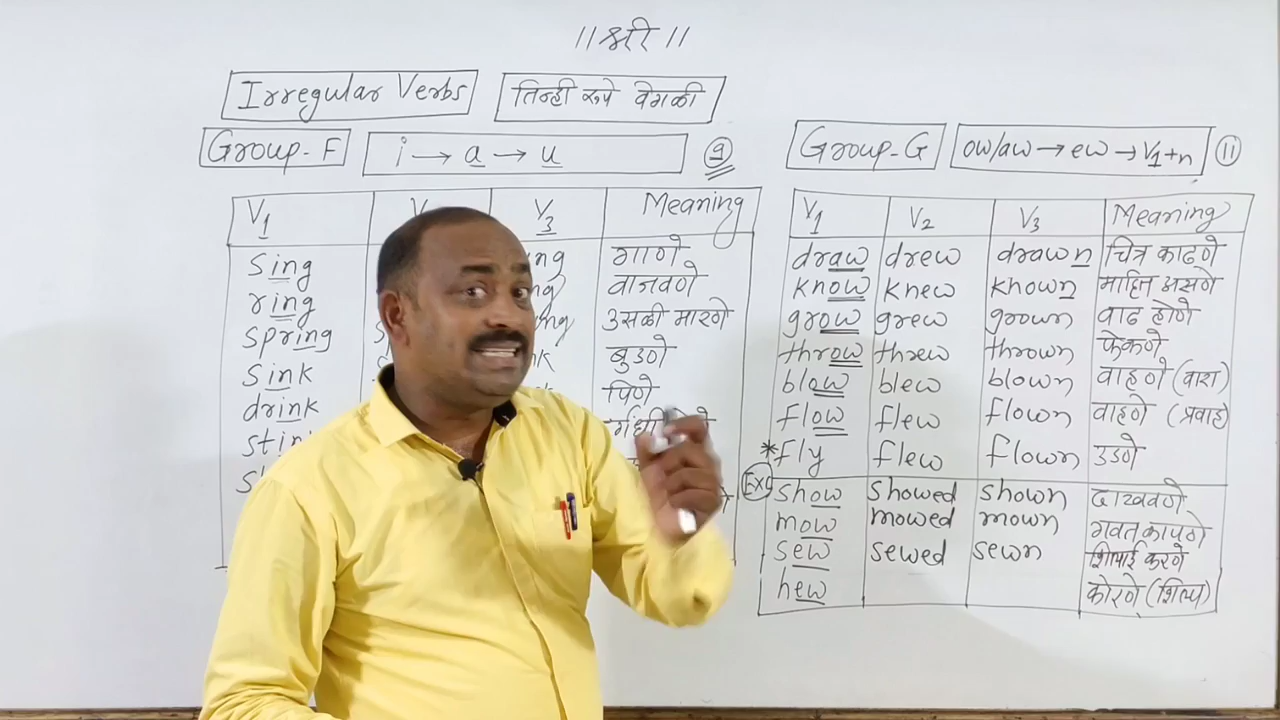 ॥ श्री ॥
Irregular Verbs तिन्ही रूपे वेगळी
Group-F i → a → u 9
V1 V3 Meaning
sing गाणे
ring वाजवणे
spring उसळी मारणे
sink बुडणे
drink पिणे
Group-G ow/aw → ew → V1+n 11
V1 V2 V3 Meaning
draw drew drawn चित्र काढणे
know knew known माहित असणे
grow grew grown वाढ होणे
throw threw thrown फेकणे
blow blew blown वाहणे (वारा)
flow flew flown वाहणे (प्रवाह)
*Fly flew flown उडणे
Exc show showed shown दाखवणे
mow mowed mown गवत कापणे
sew sewed sewn शिलाई करणे
hew कोरणे (शिल्प)